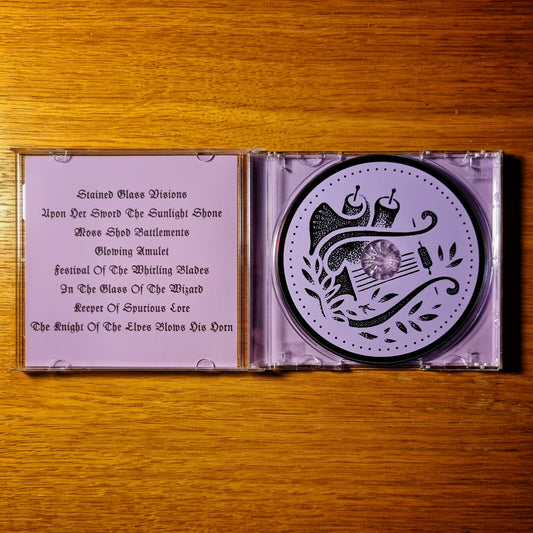 Stained Glass Visions
Upon Her Sword The Sunlight Shone
Moss Shod Battlements
Glowing Amulet
Festival Of The Whirling Blades
In The Glass Of The Wizard
Keeper Of Spurious Lore
The Knight Of The Elves Blows His Horn